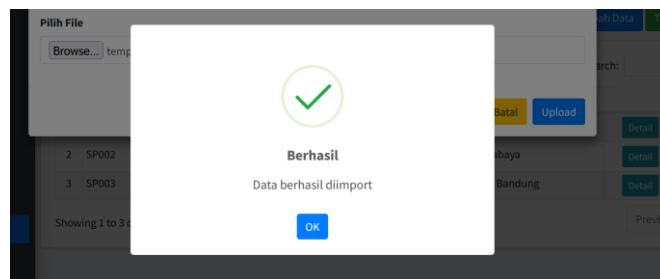 Pilih File
Browse... temp
Berhasil
Data berhasil diimport
OK
Batal Upload
Data
arch:
Detail
2 SP002 baya Detail
3 SP003 Bandung Detail
Showing 1 to 3
Previ